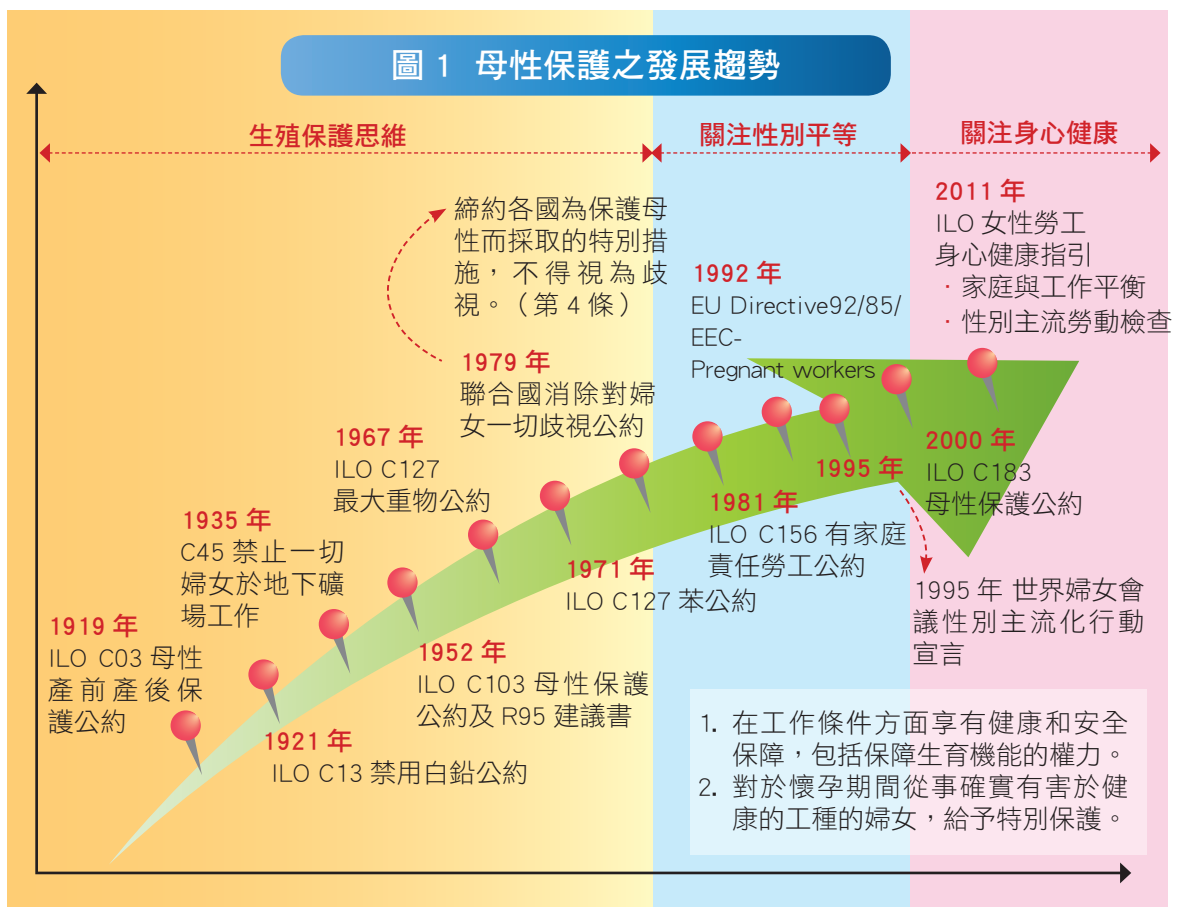 圖 1 母性保護之發展趨勢
生殖保護思維
關注性別平等
關注身心健康
1919 年
ILO C03 母性
產前產後保
護公約
1921 年
ILO C13 禁用白鉛公約
1935 年
C45 禁止一切
婦女於地下礦
場工作
1952 年
ILO C103 母性保護
公約及 R95 建議書
1967 年
ILO C127
最大重物公約
1971 年
ILO C127 苯公約
1979 年
聯合國消除對婦
女一切歧視公約
締約各國為保護母
性而採取的特別措
施，不得視為歧
視。（第 4 條）
1981 年
ILO C156 有家庭
責任勞工公約
1992 年
EU Directive92/85/
EEC-
Pregnant workers
1995 年
1995 年 世界婦女會
議性別主流化行動
宣言
2000 年
ILO C183
母性保護公約
2011 年
ILO 女性勞工
身心健康指引
· 家庭與工作平衡
· 性別主流勞動檢查
1. 在工作條件方面享有健康和安全
保障，包括保障生育機能的權力。
2. 對於懷孕期間從事確實有害於健
康的工種的婦女，給予特別保護。